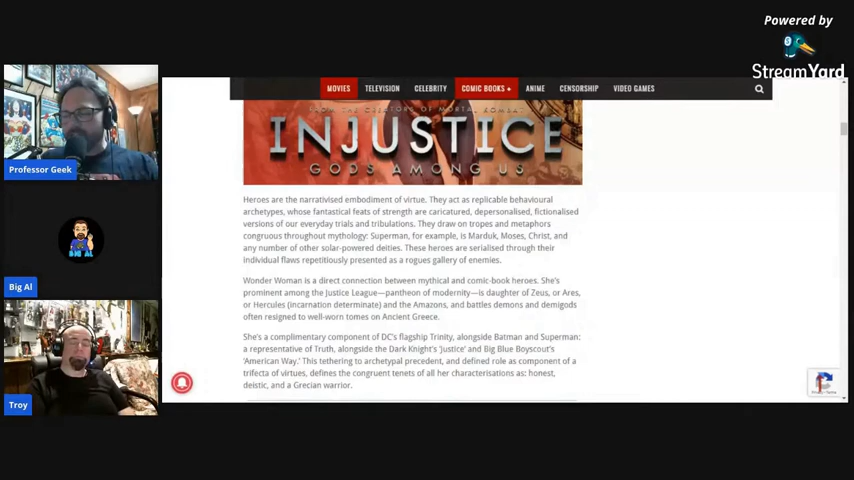 Powered by
StreamYard
MOVIES TELEVISION CELEBRITY COMIC BOOKS + ANIME CENSORSHIP VIDEO GAMES
FROM THE CREATORS OF MORTAL KOMBAT
INJUSTICE
GODS AMONG US
Heroes are the narrativised embodiment of virtue. They act as replicable behavioural
archetypes, whose fantastical feats of strength are caricatured, depersonalised, fictionalised
versions of our everyday trials and tribulations. They draw on tropes and metaphors
congruous throughout mythology: Superman, for example, is Marduk, Moses, Christ, and
any number of other solar-powered deities. These heroes are serialised through their
individual flaws repetitiously presented as a rogues gallery of enemies.
Wonder Woman is a direct connection between mythical and comic-book heroes. She's
prominent among the Justice League—pantheon of modernity—is daughter of Zeus, or Ares,
or Hercules (incarnation determinate) and the Amazons, and battles demons and demigods
often resigned to well-worn tomes on Ancient Greece.
She's a complimentary component of DC's flagship Trinity, alongside Batman and Superman:
a representative of Truth, alongside the Dark Knight's 'Justice' and Big Blue Boyscout's
'American Way.' This tethering to archetypal precedent, and defined role as component of a
trifecta of virtues, defines the congruent tenets of all her characterisations as: honest,
deistic, and a Grecian warrior.
Professor Geek
BIG AL
Big Al
Troy